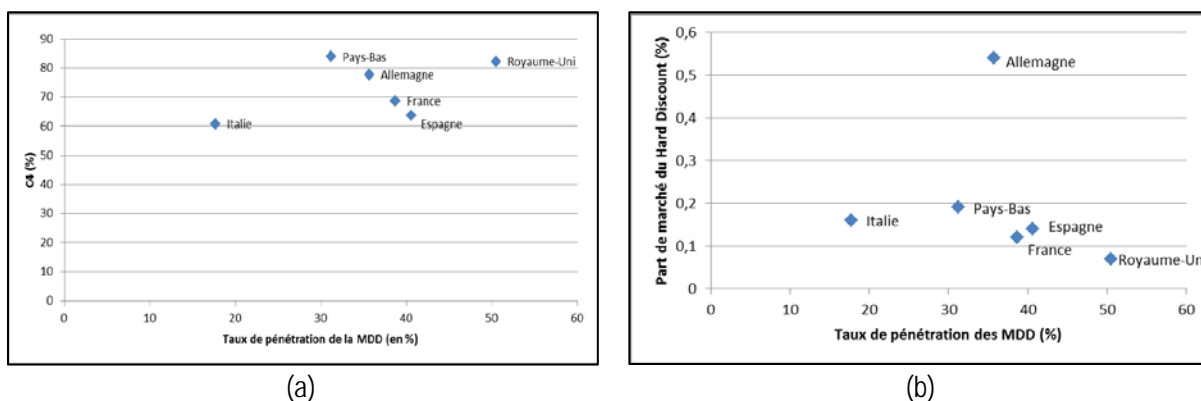 90
80
70
60
50
40
30
20
10
0
C4 (%)
Pays-Bas
Royaume-Uni
Allemagne
France
Italie
Espagne
0 10 20 30 40 50 60
Taux de pénétration de la MDD (en %)
(a)
0,6
0,5
0,4
0,3
0,2
0,1
0
Part de marché du Hard Discount (%)
Allemagne
Pays-Bas
Italie
Espagne
France
Royaume-Un
0 10 20 30 40 50 60
Taux de pénétration des MDD (%)
(b)